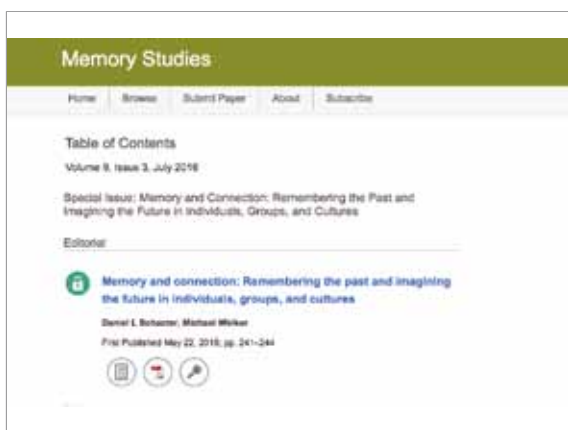 Memory Studies
Home Browse Submit Paper About Subscribe
Table of Contents
Volume 9, Issue 3, July 2016
Special Issue: Memory and Connection: Remembering the Past and
Imagining the Future in Individuals, Groups, and Cultures
Editorial
Memory and connection: Remembering the past and imagining
the future in individuals, groups, and cultures
Daniel L Schacter, Michael Welker
First Published May 22, 2016; pp. 241–244